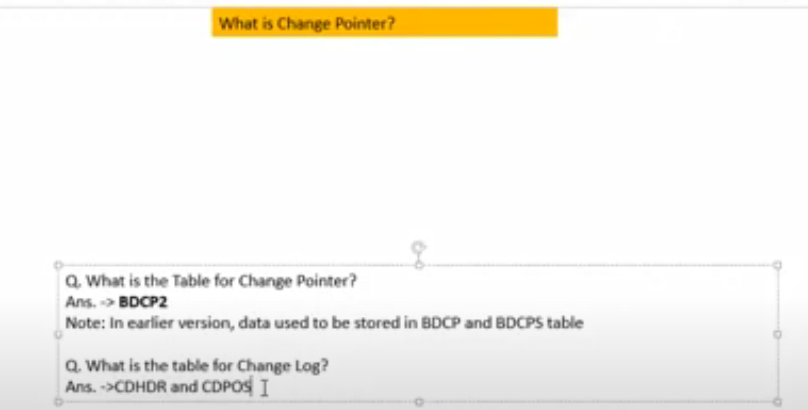 What is Change Pointer?
Q. What is the Table for Change Pointer?
Ans. -> BDCP2
Note: In earlier version, data used to be stored in BDCP and BDCPS table
Q. What is the table for Change Log?
Ans. ->CDHDR and CDPOS